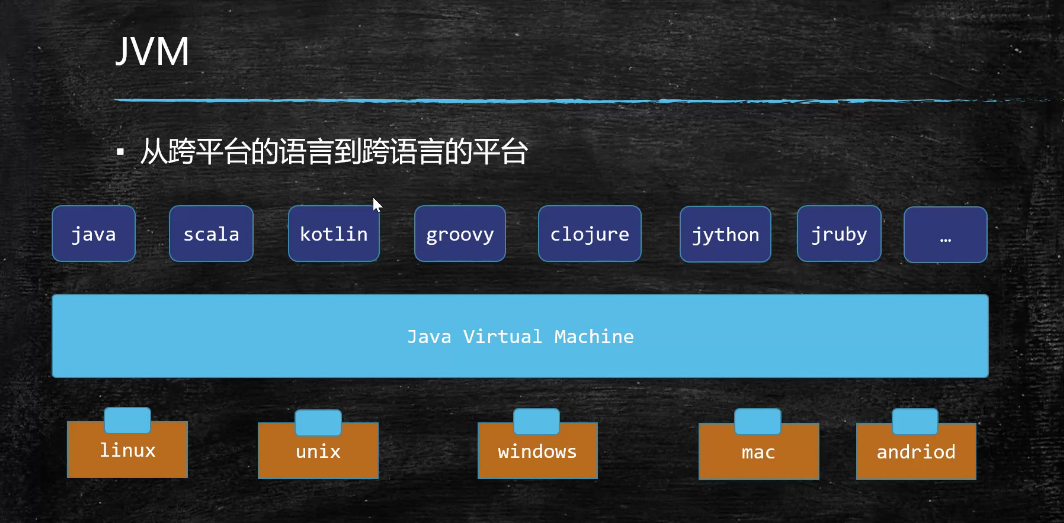 JVM
▪ 从跨平台的语言到跨语言的平台
java scala kotlin groovy clojure jython jruby …
Java Virtual Machine
linux unix windows mac andriod